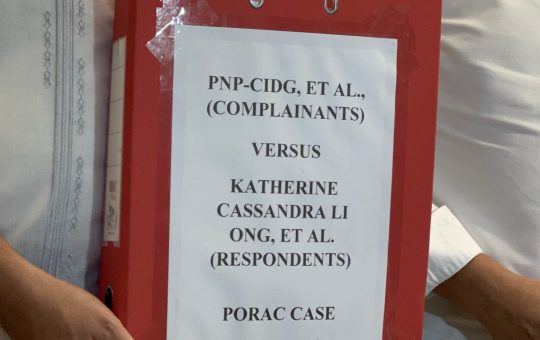 PNP-CIDG, ET AL.,
(COMPLAINANTS)
VERSUS
KATHERINE
CASSANDRA LI
ONG, ET AL.
(RESPONDENTS)
PORAC CASE